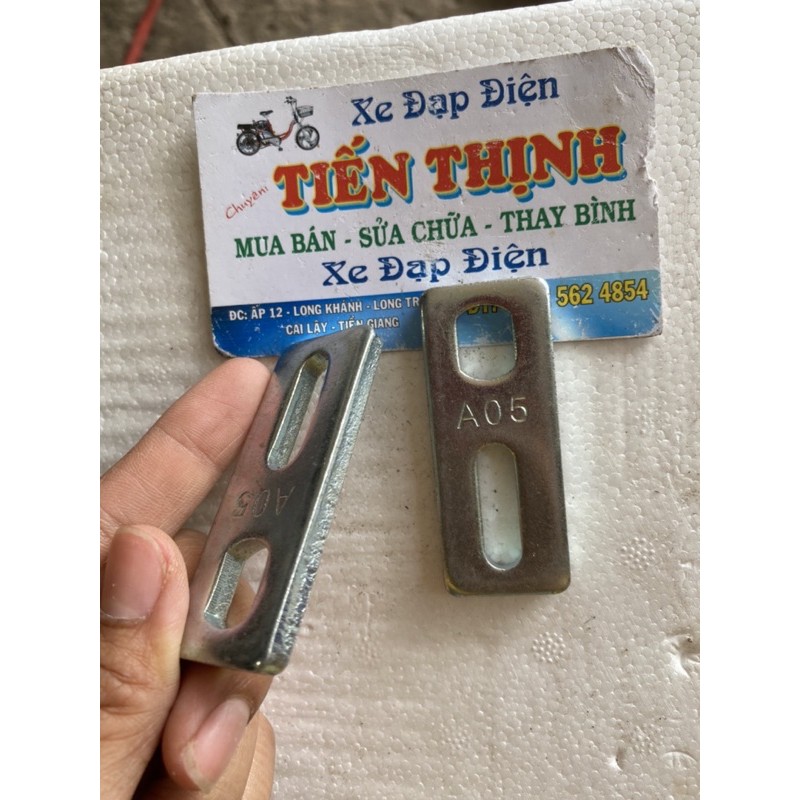 Xe Đạp Điện
Chuyên:
TIẾN THỊNH
MUA BÁN - SỬA CHỮA - THAY BÌNH
Xe Đạp Điện
562 4854
ĐC: ẤP 12 - LONG KHÁNH - LONG
CAI LẬY - TIỀN GIANG
A05
A05